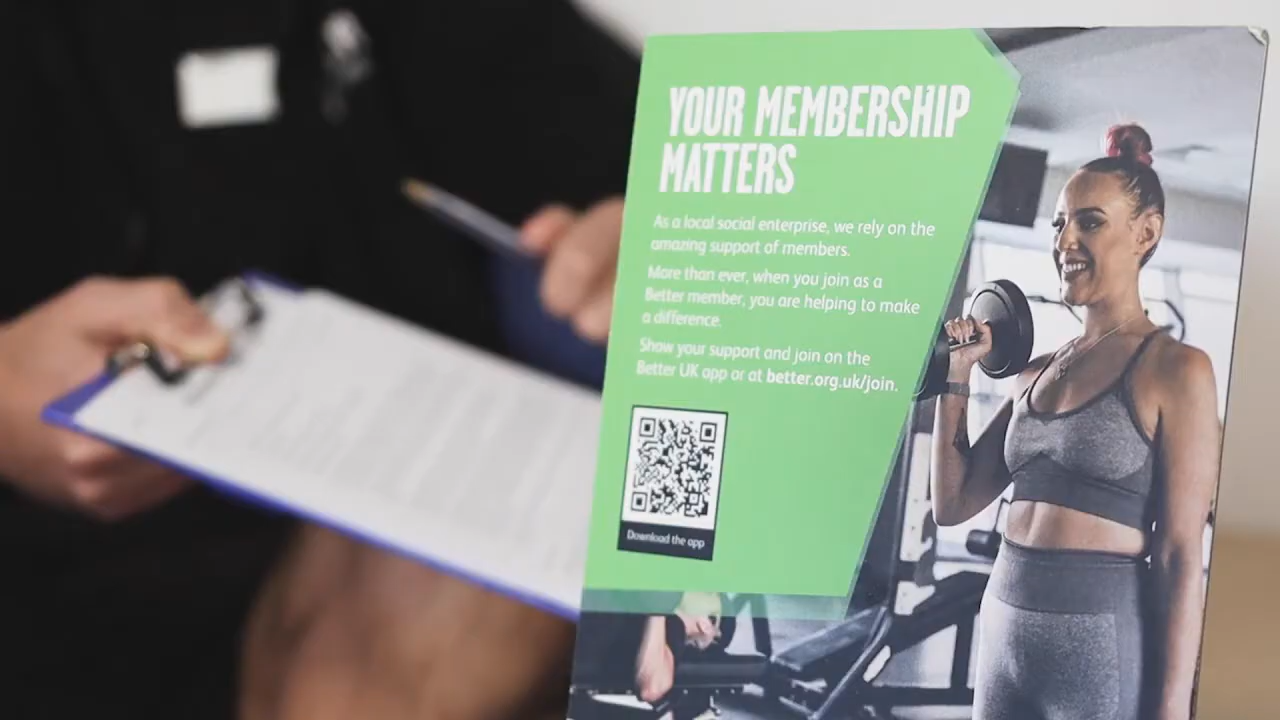 YOUR MEMBERSHIP
MATTERS
As a local social enterprise, we rely on the
amazing support of members.
More than ever, when you join as a
Better member, you are helping to make
a difference.
Show your support and join on the
Better UK app or at better.org.uk/join.
Download the app